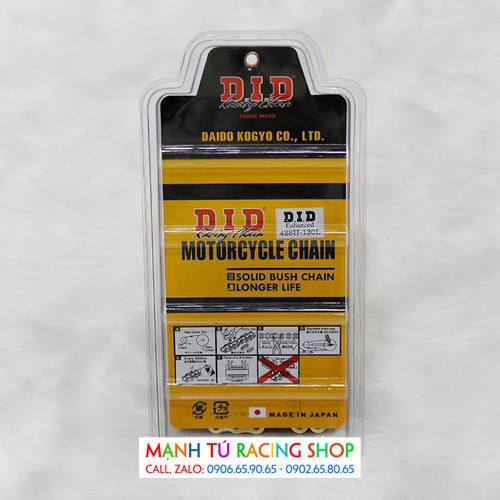 D.I.D
Racing Chain
TRADE MARK
DAIDO KOGYO CO., LTD.
D.I.D
Racing Chain
D.I.D
Enhanced
428H-130L
MOTORCYCLE CHAIN
SOLID BUSH CHAIN
LONGER LIFE
MADE IN JAPAN
MẠNH TÚ RACING SHOP
CALL, ZALO: 0906.65.90.65 - 0902.65.80.65